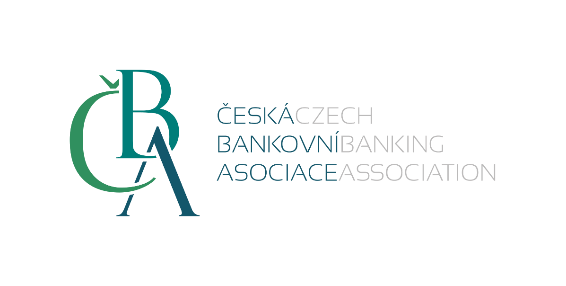 ČBA
ČESKÁCZECH
BANKOVNÍBANKING
ASOCIACEASSOCIATION